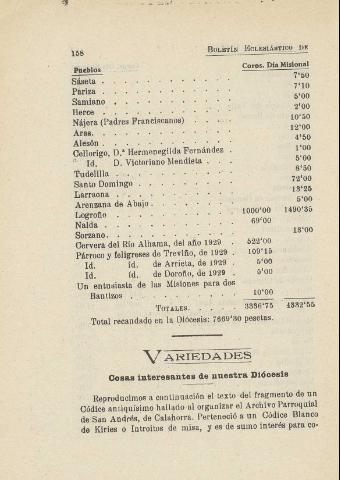 158
BOLETÍN ECLESIÁSTICO DE
Pueblos Corps. Día Misional
Sáseta 7'50
Pariza 7'10
Samiano 5'00
Herce 2'00
Nájera (Padres Franciscanos) 10'50
Aras 12'00
Alesón 4'50
Cellorigo, D.ª Hermenegilda Fernández 1'00
Id. D. Victoriano Mendieta 5'00
Tudelilla 8'50
Santo Domingo 72'00
Larraona 13'25
Arenzana de Abajo 5'00
Logroño 1000'00 1490'35
Nalda 69'00
Sorzano 13'00
Cervera del Río Alhama, del año 1929 522'00
Párroco y feligreses de Treviño, de 1929 109'15
Id. íd. de Arrieta, de 1929 5'00
Id. íd. de Doroño, de 1929 5'00
Un entusiasta de las Misiones para dos
Bautizos 10'00
TOTALES 3336'75 4332'55
Total recaudado en la Diócesis: 7669'30 pesetas.
VARIEDADES
Cosas interesantes de nuestra Diócesis
Reproducimos a continuación el texto del fragmento de un
Códice antiquísimo hallado al organizar el Archivo Parroquial
de San Andrés, de Calahorra. Perteneció a un Códice Blanco
de Kiries o Introitos de misa, y es de sumo interés para co-